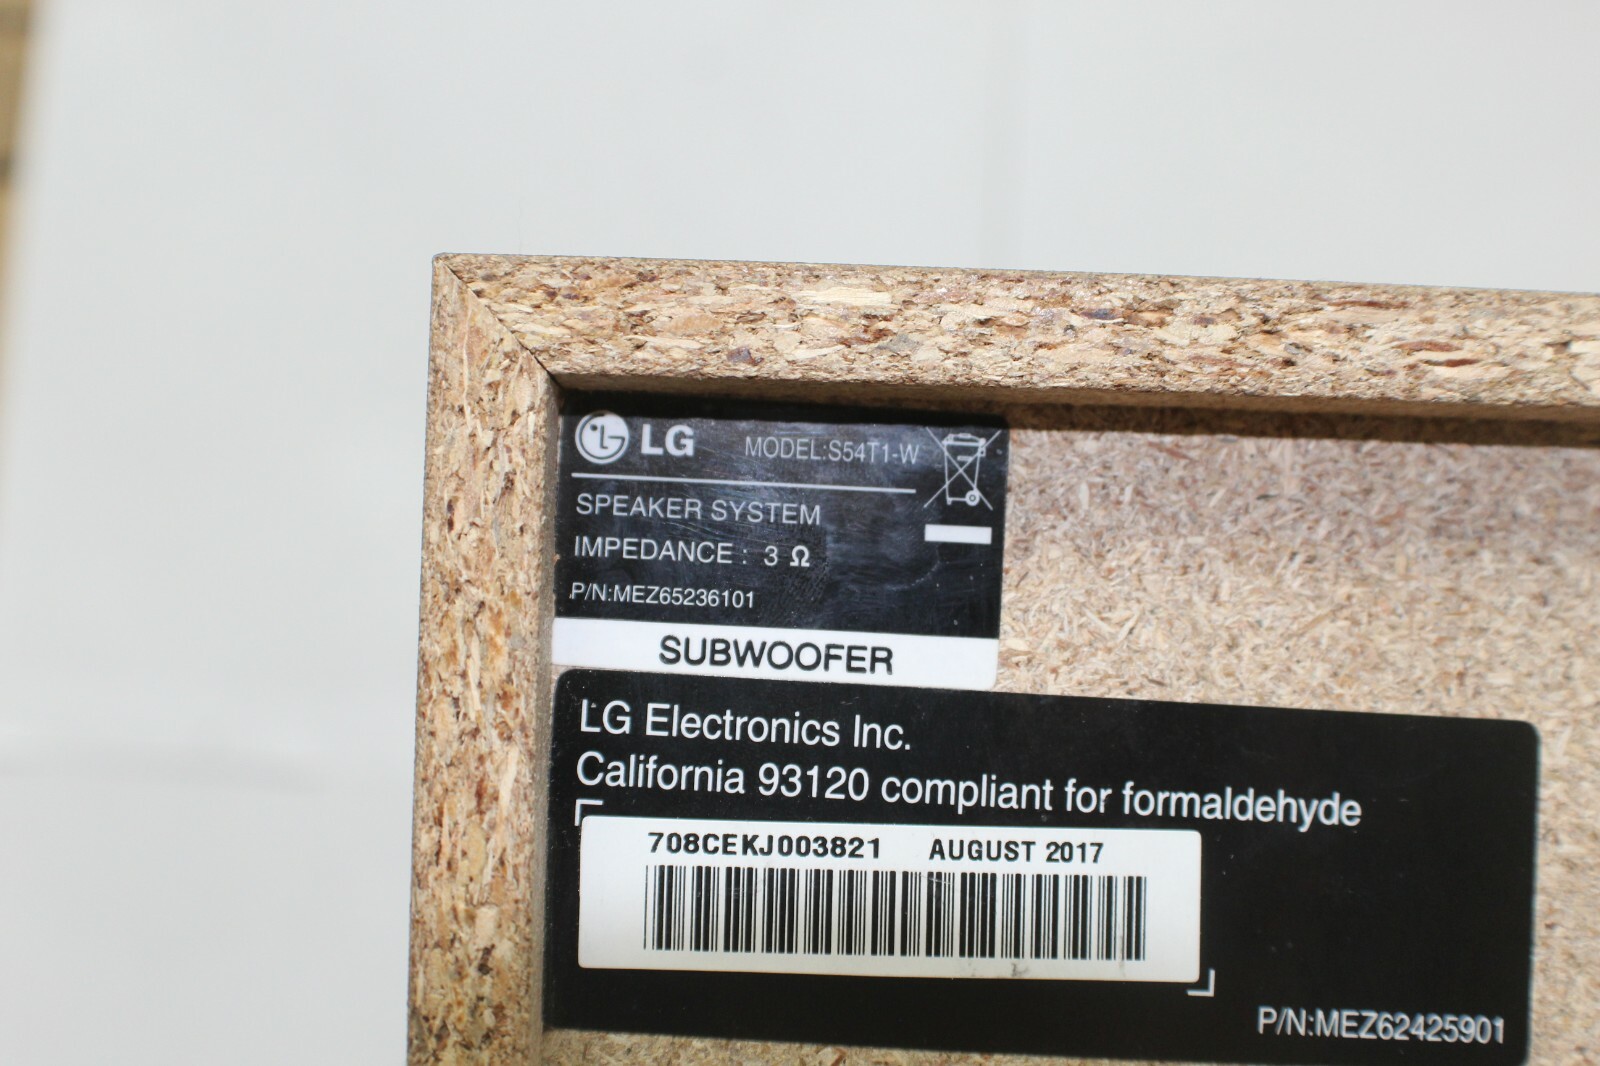 LG MODEL:S54T1-W
SPEAKER SYSTEM
IMPEDANCE : 3 Ω
P/N:MEZ65236101
SUBWOOFER
LG Electronics Inc.
California 93120 compliant for formaldehyde
708CEKJ003821 AUGUST 2017
P/N:MEZ62425901